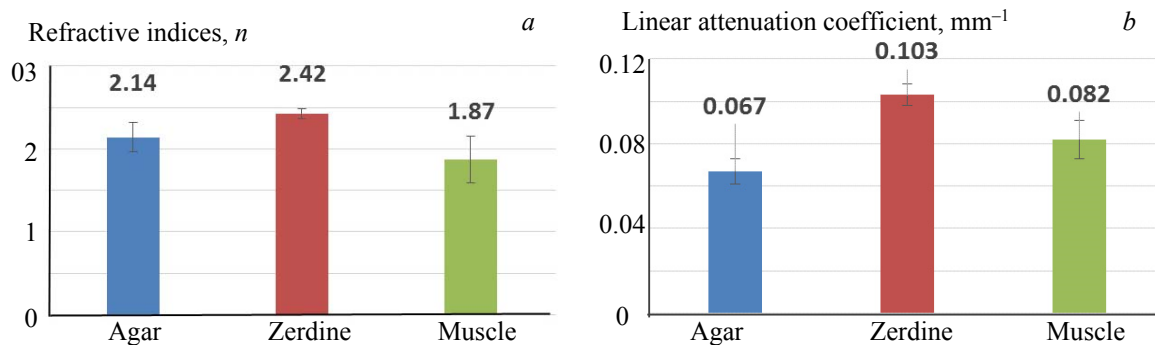 Refractive indices, n
a
03
2
1
0
2.14
2.42
1.87
Agar Zerdine Muscle
Linear attenuation coefficient, mm⁻¹
b
0.12
0.08
0.04
0
0.067
0.103
0.082
Agar Zerdine Muscle